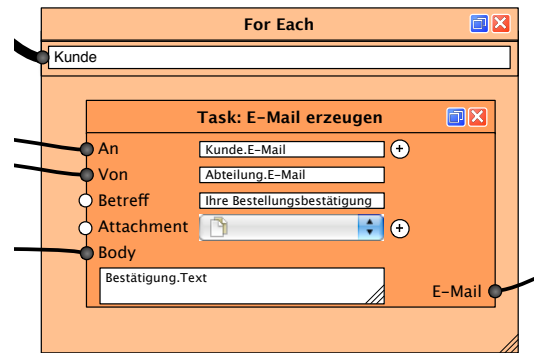 For Each
Kunde
Task: E-Mail erzeugen
An Kunde.E-Mail
Von Abteilung.E-Mail
Betreff Ihre Bestellungsbestätigung
Attachment
Body
Bestätigung.Text
E-Mail